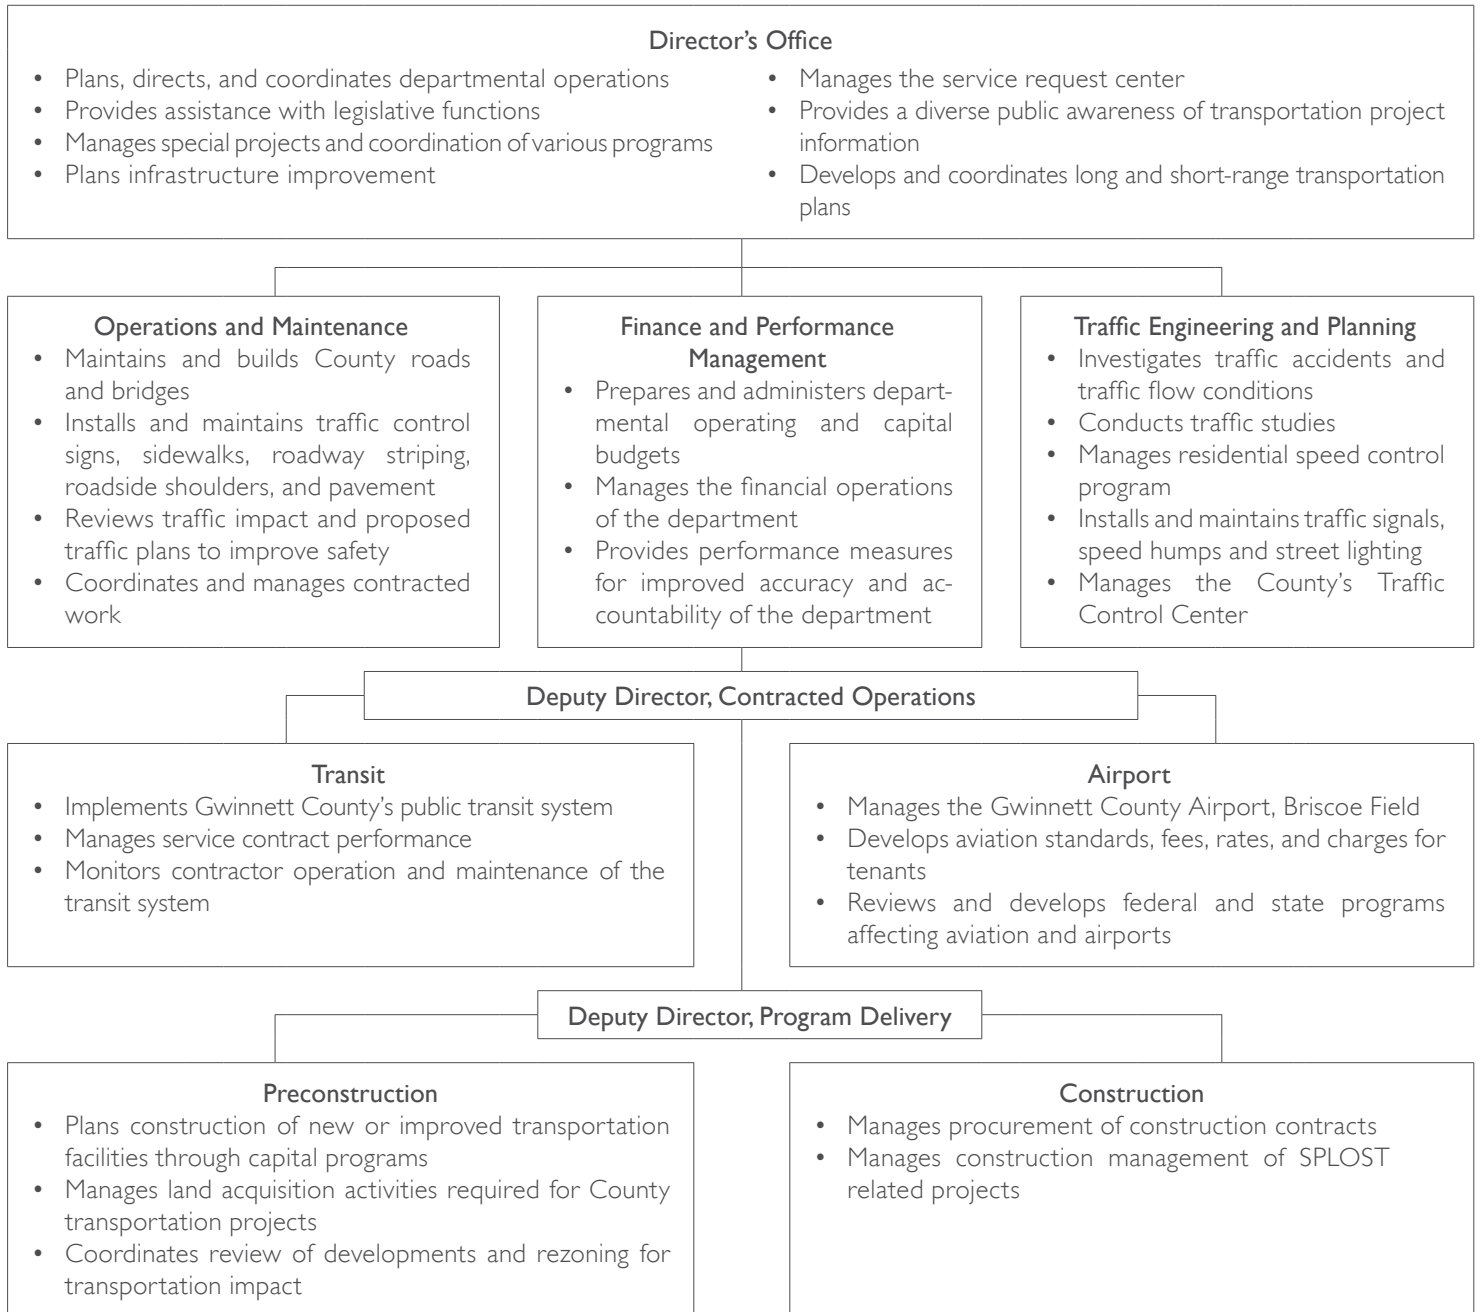 Director's Office
• Plans, directs, and coordinates departmental operations
• Provides assistance with legislative functions
• Manages special projects and coordination of various programs
• Plans infrastructure improvement
• Manages the service request center
• Provides a diverse public awareness of transportation project
information
• Develops and coordinates long and short-range transportation
plans
Operations and Maintenance
• Maintains and builds County roads
and bridges
• Installs and maintains traffic control
signs, sidewalks, roadway striping,
roadside shoulders, and pavement
• Reviews traffic impact and proposed
traffic plans to improve safety
• Coordinates and manages contracted
work
Finance and Performance
Management
• Prepares and administers depart-
mental operating and capital
budgets
• Manages the financial operations
of the department
• Provides performance measures
for improved accuracy and ac-
countability of the department
Traffic Engineering and Planning
• Investigates traffic accidents and
traffic flow conditions
• Conducts traffic studies
• Manages residential speed control
program
• Installs and maintains traffic signals,
speed humps and street lighting
• Manages the County's Traffic
Control Center
Deputy Director, Contracted Operations
Transit
• Implements Gwinnett County's public transit system
• Manages service contract performance
• Monitors contractor operation and maintenance of the
transit system
Airport
• Manages the Gwinnett County Airport, Briscoe Field
• Develops aviation standards, fees, rates, and charges for
tenants
• Reviews and develops federal and state programs
affecting aviation and airports
Deputy Director, Program Delivery
Preconstruction
• Plans construction of new or improved transportation
facilities through capital programs
• Manages land acquisition activities required for County
transportation projects
• Coordinates review of developments and rezoning for
transportation impact
Construction
• Manages procurement of construction contracts
• Manages construction management of SPLOST
related projects